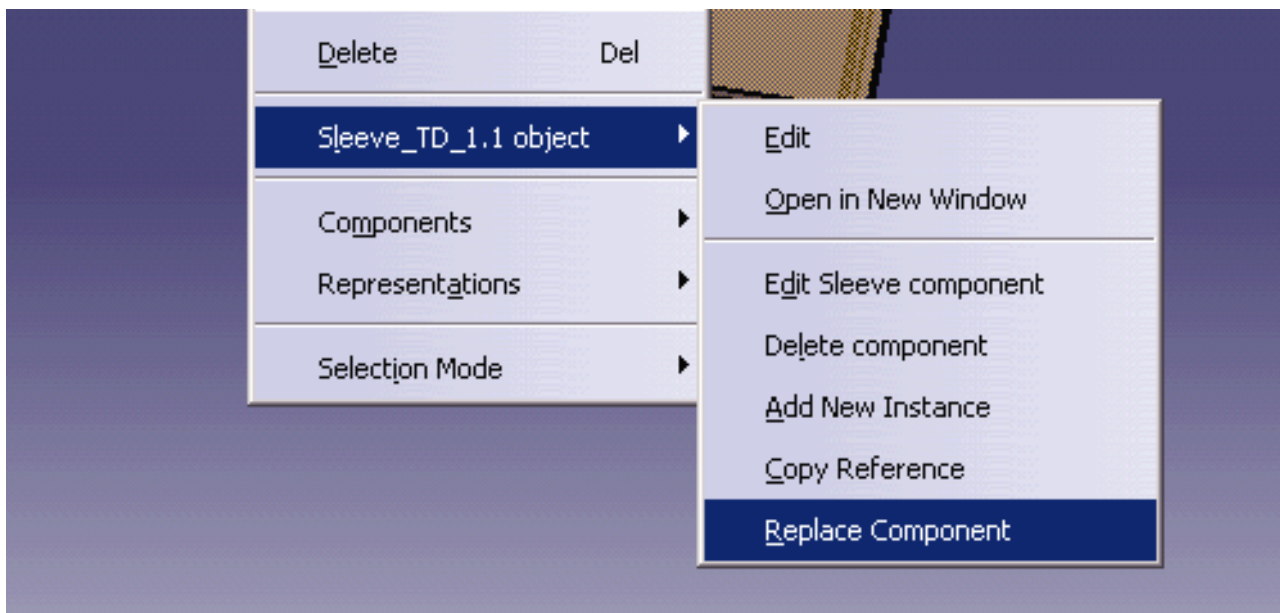 Delete Del
Sleeve_TD_1.1 object
Components
Representations
Selection Mode
Edit
Open in New Window
Edit Sleeve component
Delete component
Add New Instance
Copy Reference
Replace Component